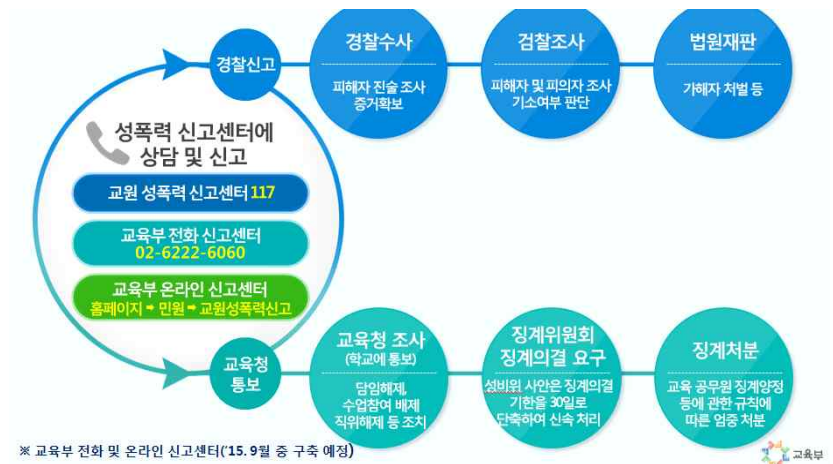 경찰신고
경찰수사
피해자 진술 조사
증거확보
검찰조사
피해자 및 피의자 조사
기소여부 판단
법원재판
가해자 처벌 등
성폭력 신고센터에
상담 및 신고
교원 성폭력 신고센터 117
교육부 전화 신고센터
02-6222-6060
교육부 온라인 신고센터
홈페이지 ➡ 민원 ➡ 교원성폭력신고
교육청
통보
교육청 조사
(학교에 통보)
담임해제,
수업참여 배제
직위해제 등 조치
징계위원회
징계의결 요구
성비위 사안은 징계의결
기한을 30일로
단축하여 신속 처리
징계처분
교육 공무원 징계양정
등에 관한 규칙에
따른 엄중 처분
※ 교육부 전화 및 온라인 신고센터('15. 9월 중 구축 예정)
교육부